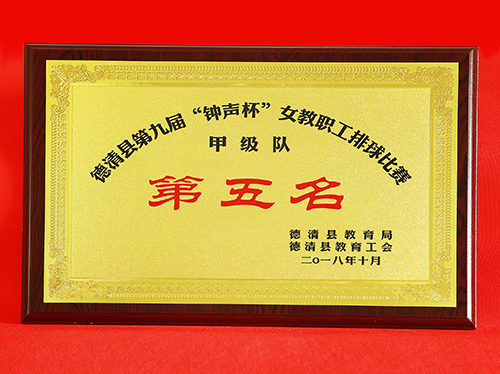 德清县第九届“钟声杯”女教职工排球比赛
甲级队
第五名
德清县教育局
德清县教育工会
二〇一八年十月